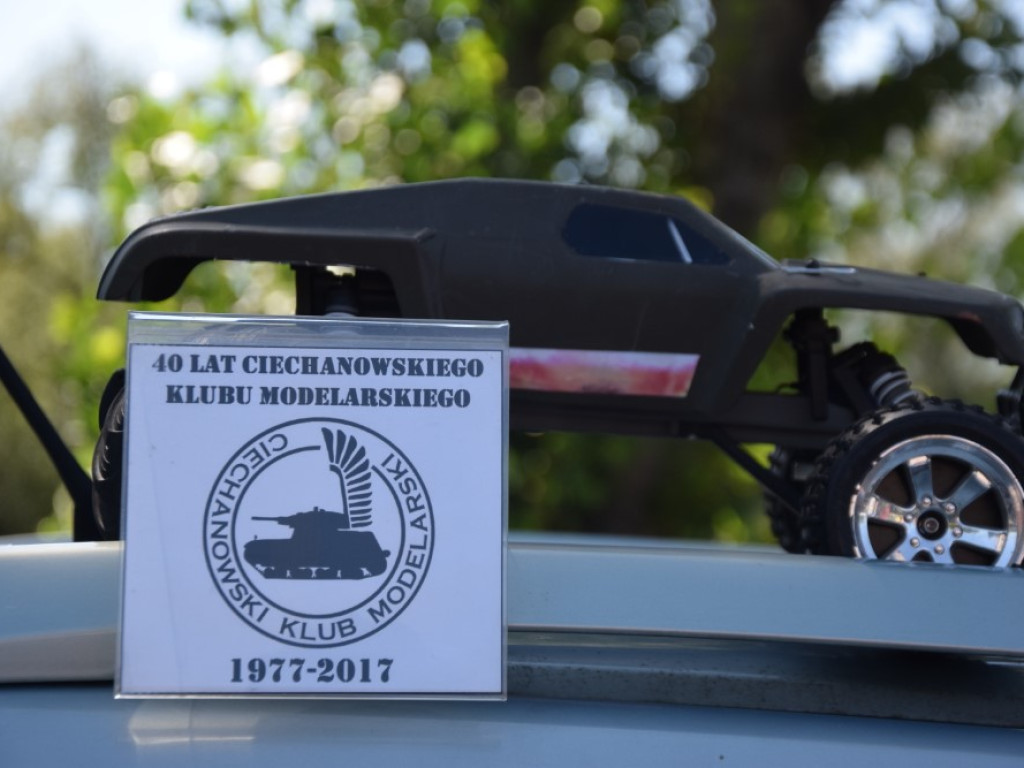 40 LAT CIECHANOWSKIEGO
KLUBU MODELARSKIEGO
CIECHANOWSKI KLUB MODELARSKI
1977-2017